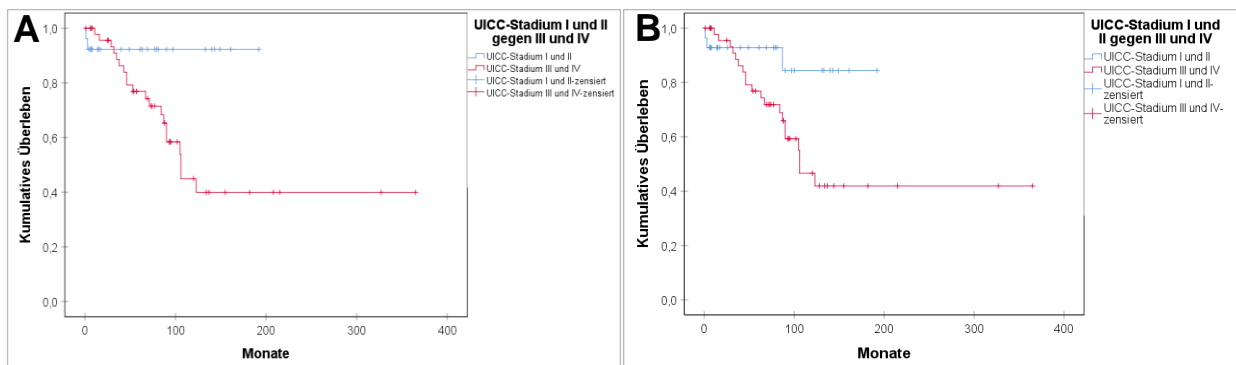 A
Kumulatives Überleben
1,0
0,8
0,6
0,4
0,2
0,0
0
100
200
300
400
Monate
UICC-Stadium I und II
gegen III und IV
UICC-Stadium I und II
UICC-Stadium III und IV
UICC-Stadium I und II-zensiert
UICC-Stadium III und IV-zensiert
B
Kumulatives Überleben
1,0
0,8
0,6
0,4
0,2
0,0
0
100
200
300
400
Monate
UICC-Stadium I und
II gegen III und IV
UICC-Stadium I und II
UICC-Stadium III und IV
UICC-Stadium I und II-
zensiert
UICC-Stadium III und IV-
zensiert